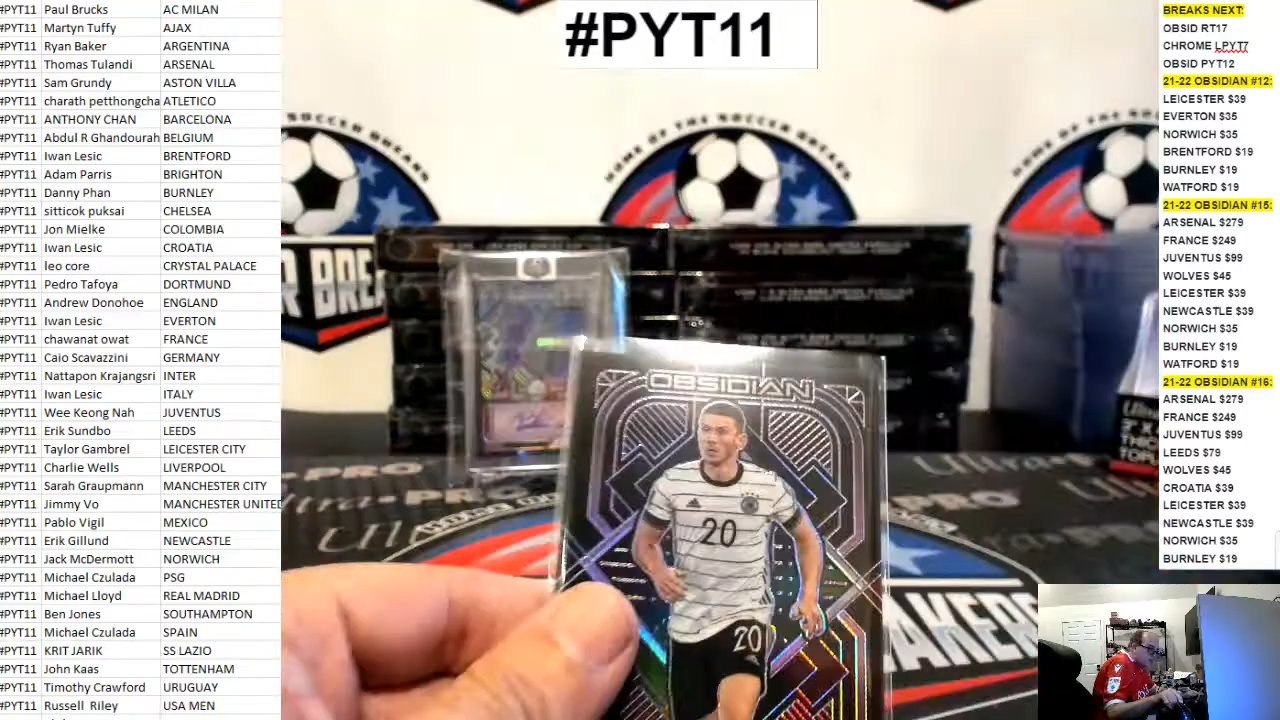 #PYT11 Paul Brucks AC MILAN
#PYT11 Martyn Tuffy AJAX
#PYT11 Ryan Baker ARGENTINA
#PYT11 Thomas Tulandi ARSENAL
#PYT11 Sam Grundy ASTON VILLA
#PYT11 charath petthongcha ATLETICO
#PYT11 ANTHONY CHAN BARCELONA
#PYT11 Abdul R Ghandourah BELGIUM
#PYT11 Iwan Lesic BRENTFORD
#PYT11 Adam Parris BRIGHTON
#PYT11 Danny Phan BURNLEY
#PYT11 sitticok puksai CHELSEA
#PYT11 Jon Mielke COLOMBIA
#PYT11 Iwan Lesic CROATIA
#PYT11 leo core CRYSTAL PALACE
#PYT11 Pedro Tafoya DORTMUND
#PYT11 Andrew Donohoe ENGLAND
#PYT11 Iwan Lesic EVERTON
#PYT11 chawanat owat FRANCE
#PYT11 Caio Scavazzini GERMANY
#PYT11 Nattapon Krajangsri INTER
#PYT11 Iwan Lesic ITALY
#PYT11 Wee Keong Nah JUVENTUS
#PYT11 Erik Sundbo LEEDS
#PYT11 Taylor Gambrel LEICESTER CITY
#PYT11 Charlie Wells LIVERPOOL
#PYT11 Sarah Graupmann MANCHESTER CITY
#PYT11 Jimmy Vo MANCHESTER UNITED
#PYT11 Pablo Vigil MEXICO
#PYT11 Erik Gillund NEWCASTLE
#PYT11 Jack McDermott NORWICH
#PYT11 Michael Czulada PSG
#PYT11 Michael Lloyd REAL MADRID
#PYT11 Ben Jones SOUTHAMPTON
#PYT11 Michael Czulada SPAIN
#PYT11 KRIT JARIK SS LAZIO
#PYT11 John Kaas TOTTENHAM
#PYT11 Timothy Crawford URUGUAY
#PYT11 Russell Riley USA MEN
#PYT11
HOME OF THE SOCCER BREAKS
OBSIDIAN
20
20
BREAKS NEXT:
OBSID RT17
CHROME LPYT7
OBSID PYT12
21-22 OBSIDIAN #12:
LEICESTER $39
EVERTON $35
NORWICH $35
BRENTFORD $19
BURNLEY $19
WATFORD $19
21-22 OBSIDIAN #15:
ARSENAL $279
FRANCE $249
JUVENTUS $99
WOLVES $45
LEICESTER $39
NEWCASTLE $39
NORWICH $35
BURNLEY $19
WATFORD $19
21-22 OBSIDIAN #16:
ARSENAL $279
FRANCE $249
JUVENTUS $99
LEEDS $79
WOLVES $45
CROATIA $39
LEICESTER $39
NEWCASTLE $39
NORWICH $35
BURNLEY $19